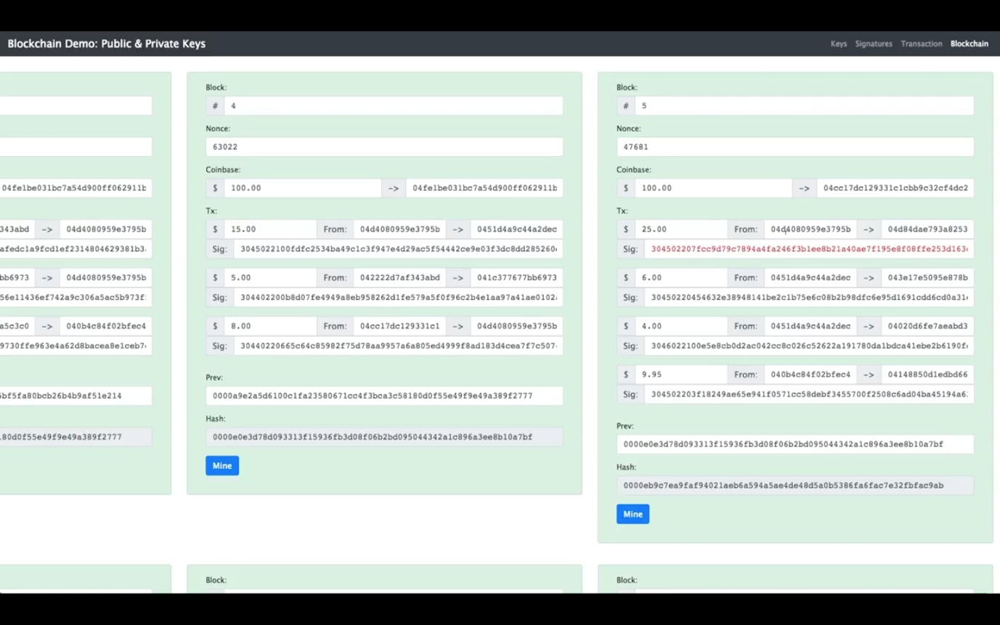 Blockchain Demo: Public & Private Keys
Keys Signatures Transaction Blockchain
04fe1be031bc7a54d900ff062911b
343abd -> 04d4080959e3795b
afedc1a9fcd1ef2314804629381b3
bb6973 -> 04d4080959e3795b
56e11436ef742a9c306a5ac5b973f
a5c3c0 -> 040b4c84f02bfec4
9730ffe963e4a62d8bacea8e1ceb7
bf5fa80bcb26b4b9af51e214
80d0f55e49f9e49a389f2777
Block:
# 4
Nonce:
63022
Coinbase:
$ 100.00 -> 04fe1be031bc7a54d900ff062911b
Tx:
$ 15.00 From: 04d4080959e3795b -> 0451d4a9c44a2dec
Sig: 3045022100fdfc2534ba49c1c3f947e4d29ac5f54442ce9e03f3dc8dd285260
$ 5.00 From: 042222d7af343abd -> 041c377677bb6973
Sig: 304402200b8d07fe4949a8eb958262d1fe579a5f0f96c2b4e1aa97a41ae0102
$ 8.00 From: 04cc17dc129331c1 -> 04d4080959e3795b
Sig: 30440220665c64c85982f75d78aa9957a6a805ed4999f8ad183d4cea7f7c507
Prev:
0000a9e2a5d6100c1fa23580671cc4f3bca3c58180d0f55e49f9e49a389f2777
Hash:
0000e0e3d78d093313f15936fb3d08f06b2bd095044342a1c896a3ee8b10a7bf
Mine
Block:
# 5
Nonce:
47681
Coinbase:
$ 100.00 -> 04cc17dc129331c1cbb9c32cf4dc2
Tx:
$ 25.00 From: 04d4080959e3795b -> 04d84dae793a8253
Sig: 304502207fcc9d79c7894a4fa246f3b1ee8b21a40ae7f195e8f08ffe253d163
$ 6.00 From: 0451d4a9c44a2dec -> 043e17e5095e878b
Sig: 30450220454632e38948141be2c1b75e6c08b2b98dfc6e95d1691cdd6cd0a31
$ 4.00 From: 0451d4a9c44a2dec -> 04020d6fe7aeabd3
Sig: 3046022100e5e8cb0d2ac042cc8c026c52622a191780da1bdca41ebe2b6190f
$ 9.95 From: 040b4c84f02bfec4 -> 04148850d1edbd66
Sig: 304502203f18249ae65e941f0571cc58debf3455700f2508c6ad04ba45194a6
Prev:
0000e0e3d78d093313f15936fb3d08f06b2bd095044342a1c896a3ee8b10a7bf
Hash:
0000eb9c7ea9faf94021aeb6a594a5ae4de48d5a0b5386fa6fac7e32fbfac9ab
Mine
Block:
Block: